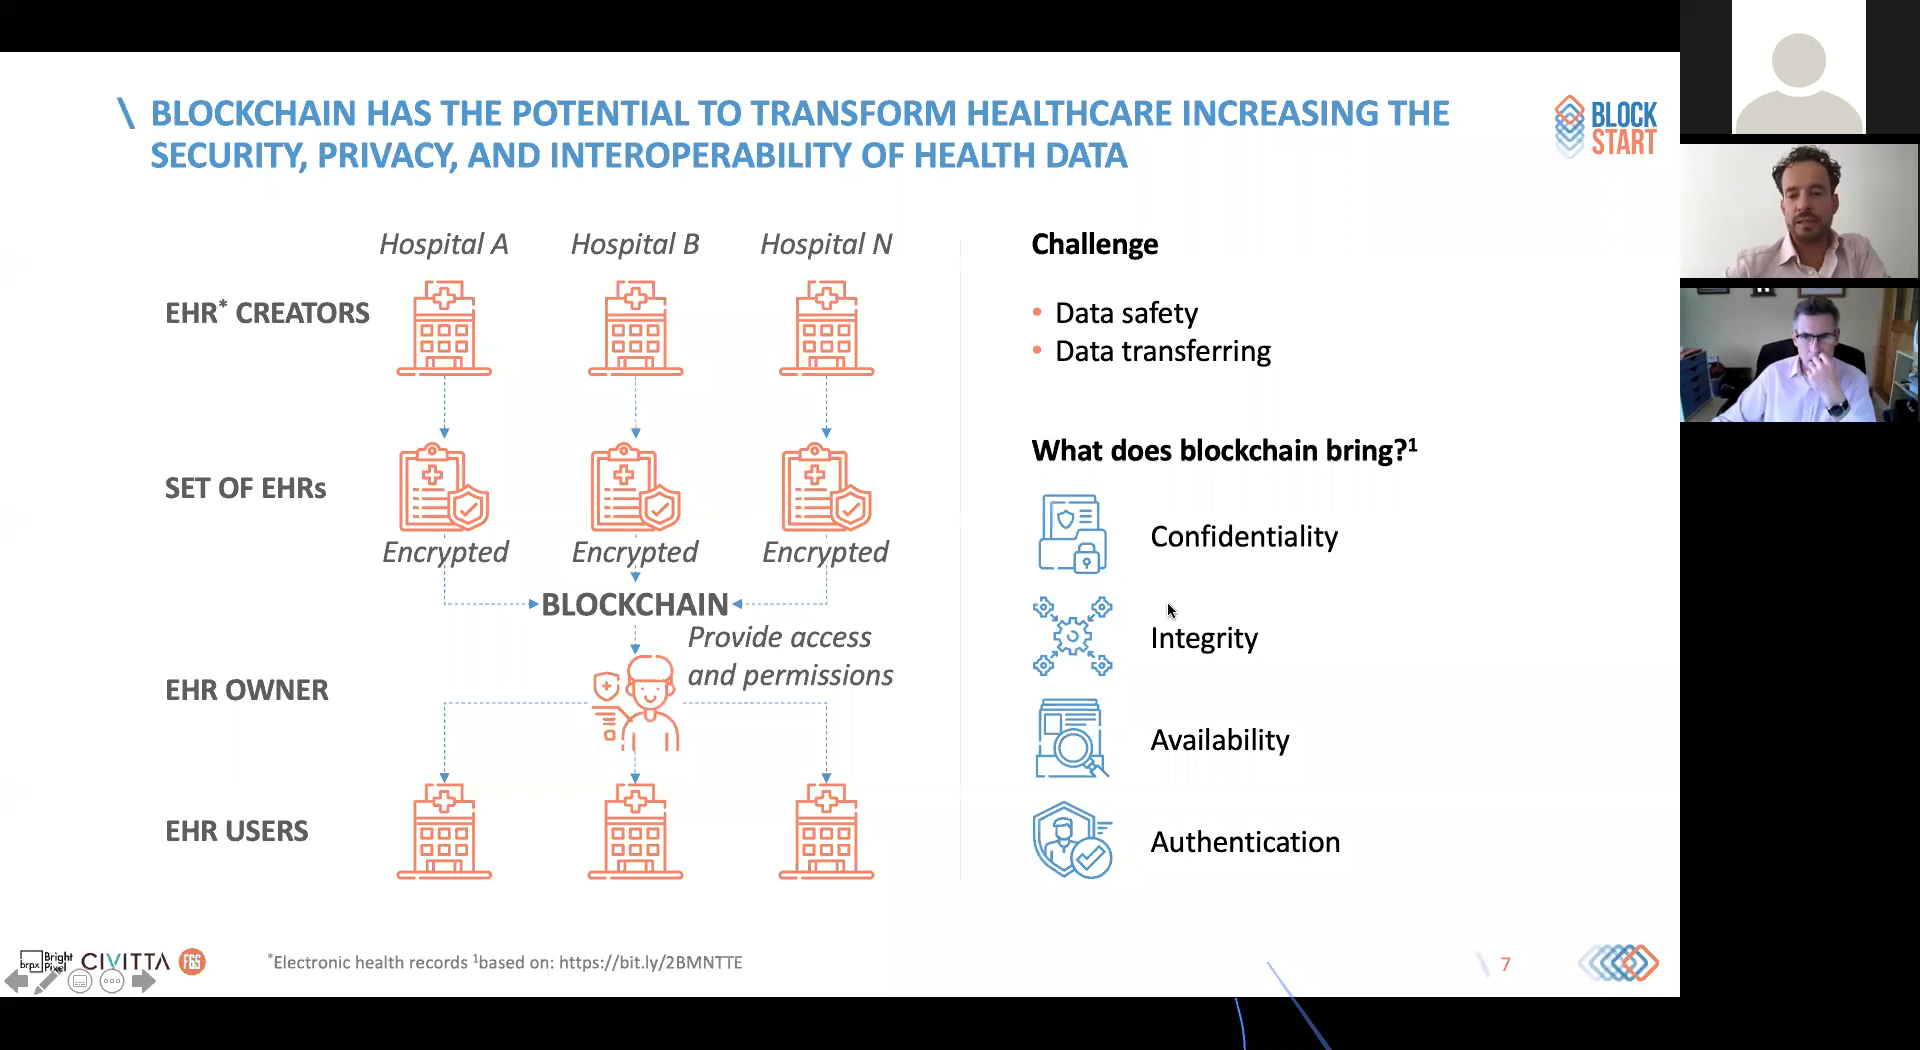 \ BLOCKCHAIN HAS THE POTENTIAL TO TRANSFORM HEALTHCARE INCREASING THE
SECURITY, PRIVACY, AND INTEROPERABILITY OF HEALTH DATA
BLOCK
START
Hospital A
Hospital B
Hospital N
EHR* CREATORS
SET OF EHRs
Encrypted
Encrypted
Encrypted
BLOCKCHAIN
Provide access
and permissions
EHR OWNER
EHR USERS
Challenge
• Data safety
• Data transferring
What does blockchain bring?¹
Confidentiality
Integrity
Availability
Authentication
brpx Bright
Pixel
CIVITTA
F6S
*Electronic health records ¹based on: https://bit.ly/2BMNTTE
\ 7